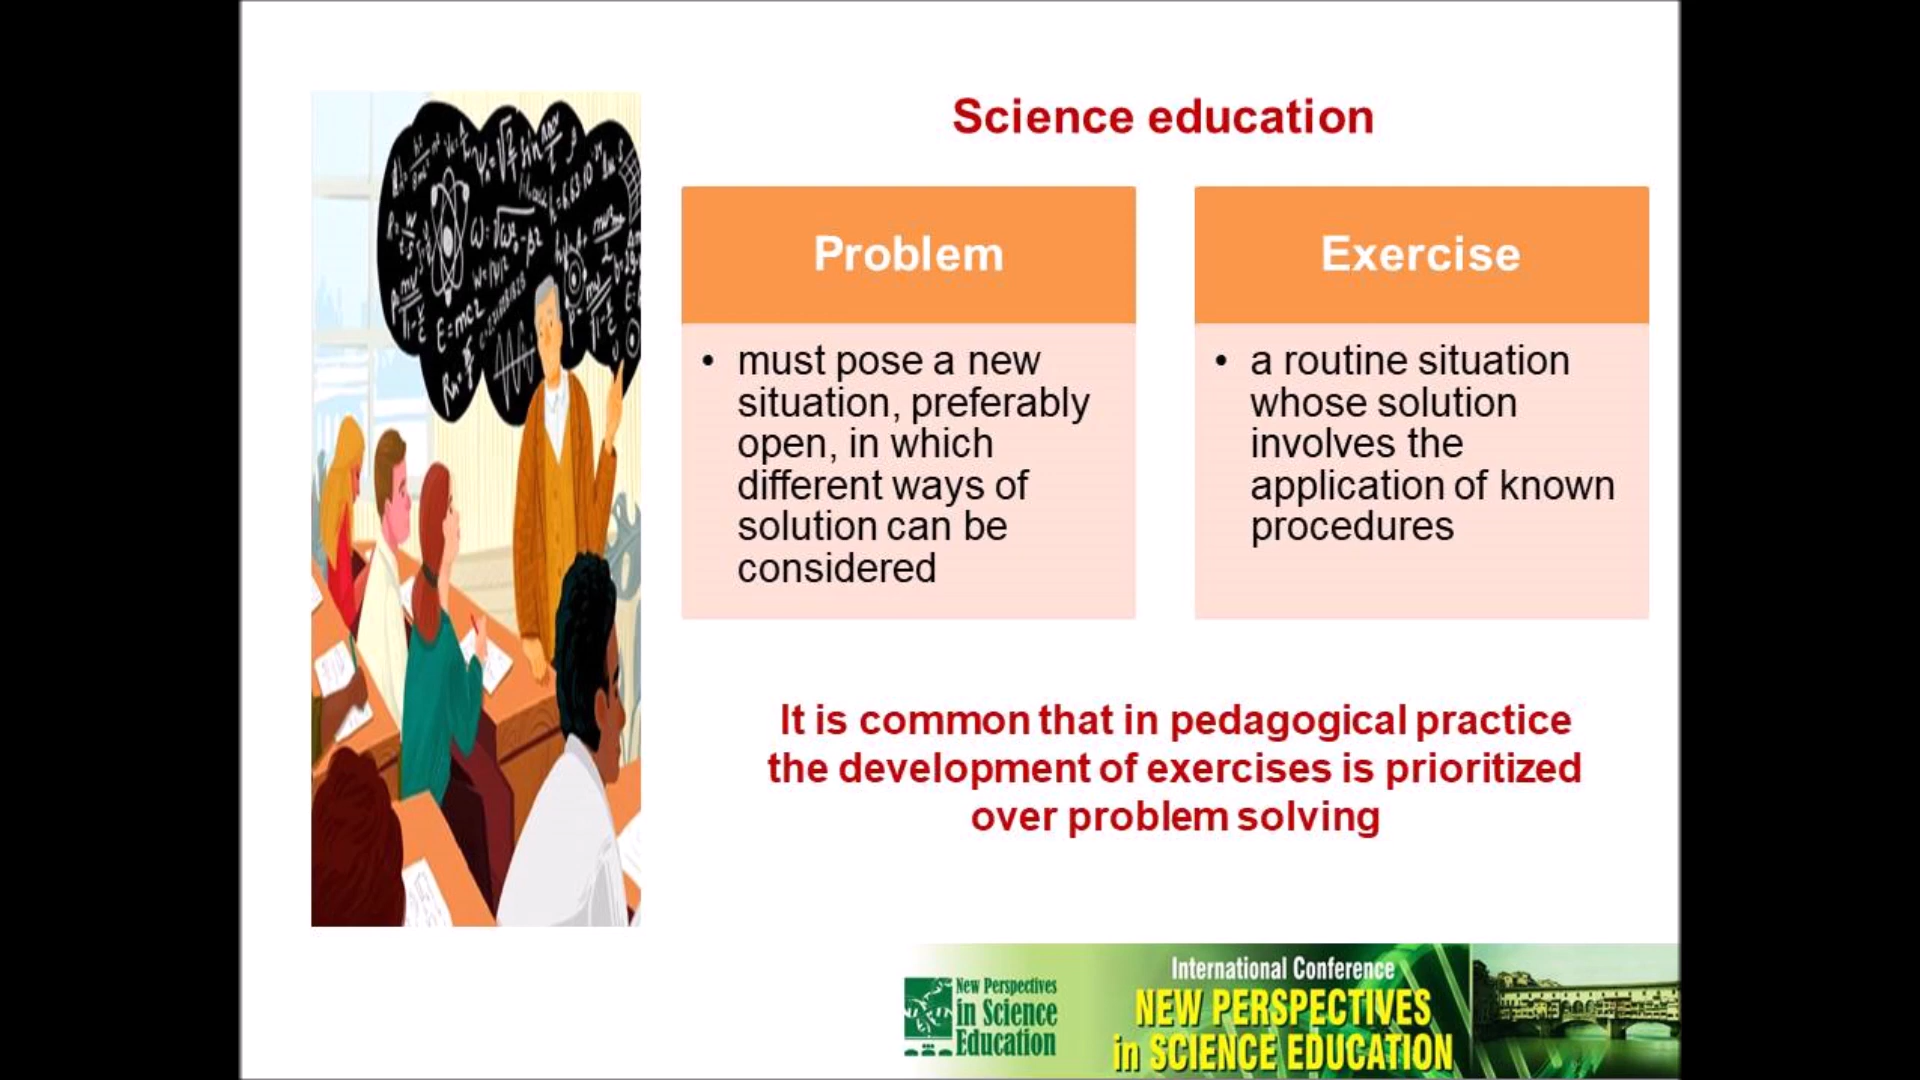 Science education
Problem
• must pose a new
situation, preferably
open, in which
different ways of
solution can be
considered
Exercise
• a routine situation
whose solution
involves the
application of known
procedures
It is common that in pedagogical practice
the development of exercises is prioritized
over problem solving
E=mc2
New Perspectives
in Science
Education
International Conference
NEW PERSPECTIVES
in SCIENCE EDUCATION